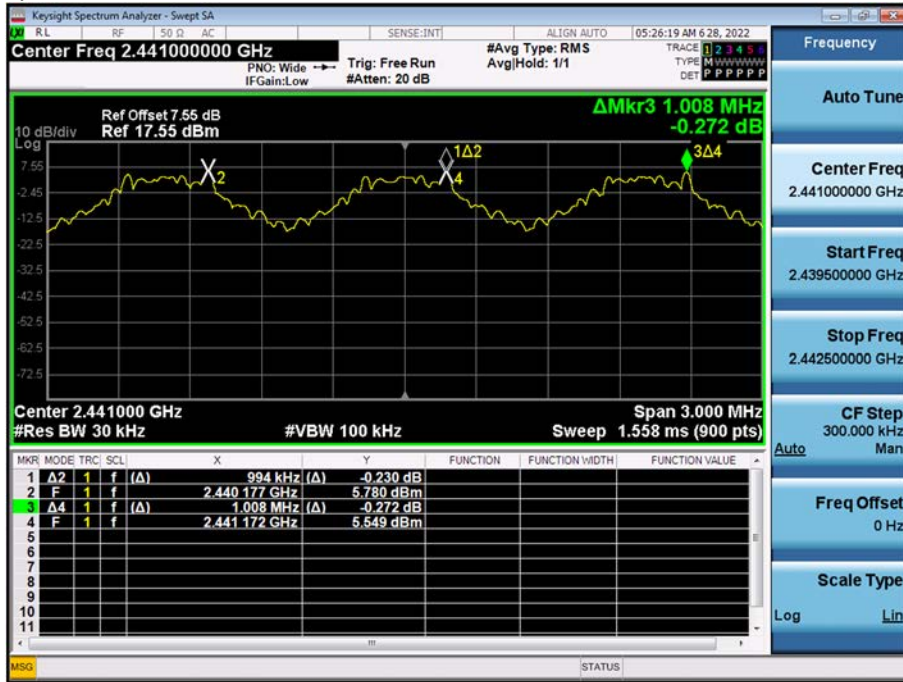 Keysight Spectrum Analyzer - Swept SA
LXI RL RF 50 Ω AC SENSE:INT ALIGN AUTO 05:26:19 AM 6 28, 2022
Center Freq 2.441000000 GHz
PNO: Wide
IFGain:Low
Trig: Free Run
#Atten: 20 dB
#Avg Type: RMS
Avg|Hold: 1/1
TRACE 1 2 3 4 5 6
TYPE M WWWWW
DET P P P P P P
Ref Offset 7.55 dB
Ref 17.55 dBm
ΔMkr3 1.008 MHz
-0.272 dB
10 dB/div
Log
7.55
-2.45
-12.5
-22.5
-32.5
-42.5
-52.5
-62.5
-72.5
2
1Δ2
4
3Δ4
Center 2.441000 GHz
#Res BW 30 kHz
#VBW 100 kHz
Span 3.000 MHz
Sweep 1.558 ms (900 pts)
MKR MODE TRC SCL X Y FUNCTION FUNCTION WIDTH FUNCTION VALUE
1 Δ2 1 f (Δ) 994 kHz (Δ) -0.230 dB
2 F 1 f 2.440 177 GHz 5.780 dBm
3 Δ4 1 f (Δ) 1.008 MHz (Δ) -0.272 dB
4 F 1 f 2.441 172 GHz 5.549 dBm
5
6
7
8
9
10
11
MSG
STATUS
Frequency
Auto Tune
Center Freq
2.441000000 GHz
Start Freq
2.439500000 GHz
Stop Freq
2.442500000 GHz
CF Step
300.000 kHz
Auto Man
Freq Offset
0 Hz
Scale Type
Log Lin